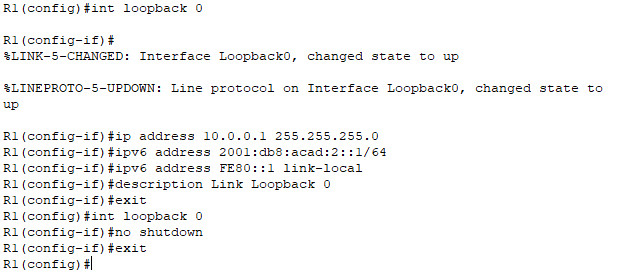 R1(config)#int loopback 0
R1(config-if)#
%LINK-5-CHANGED: Interface Loopback0, changed state to up
%LINEPROTO-5-UPDOWN: Line protocol on Interface Loopback0, changed state to
up
R1(config-if)#ip address 10.0.0.1 255.255.255.0
R1(config-if)#ipv6 address 2001:db8:acad:2::1/64
R1(config-if)#ipv6 address FE80::1 link-local
R1(config-if)#description Link Loopback 0
R1(config-if)#exit
R1(config)#int loopback 0
R1(config-if)#no shutdown
R1(config-if)#exit
R1(config)#